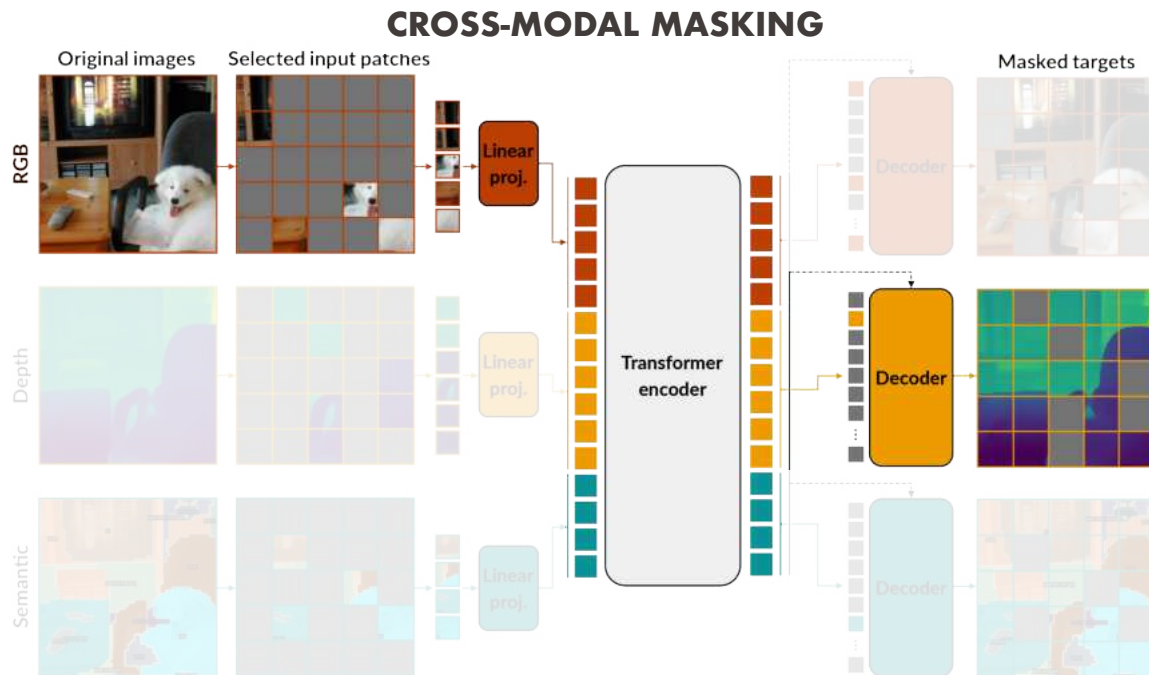 CROSS-MODAL MASKING
Original images
Selected input patches
Masked targets
RGB
Linear
proj.
Decoder
Depth
Linear
proj.
Transformer
encoder
Decoder
Semantic
Linear
proj.
Decoder